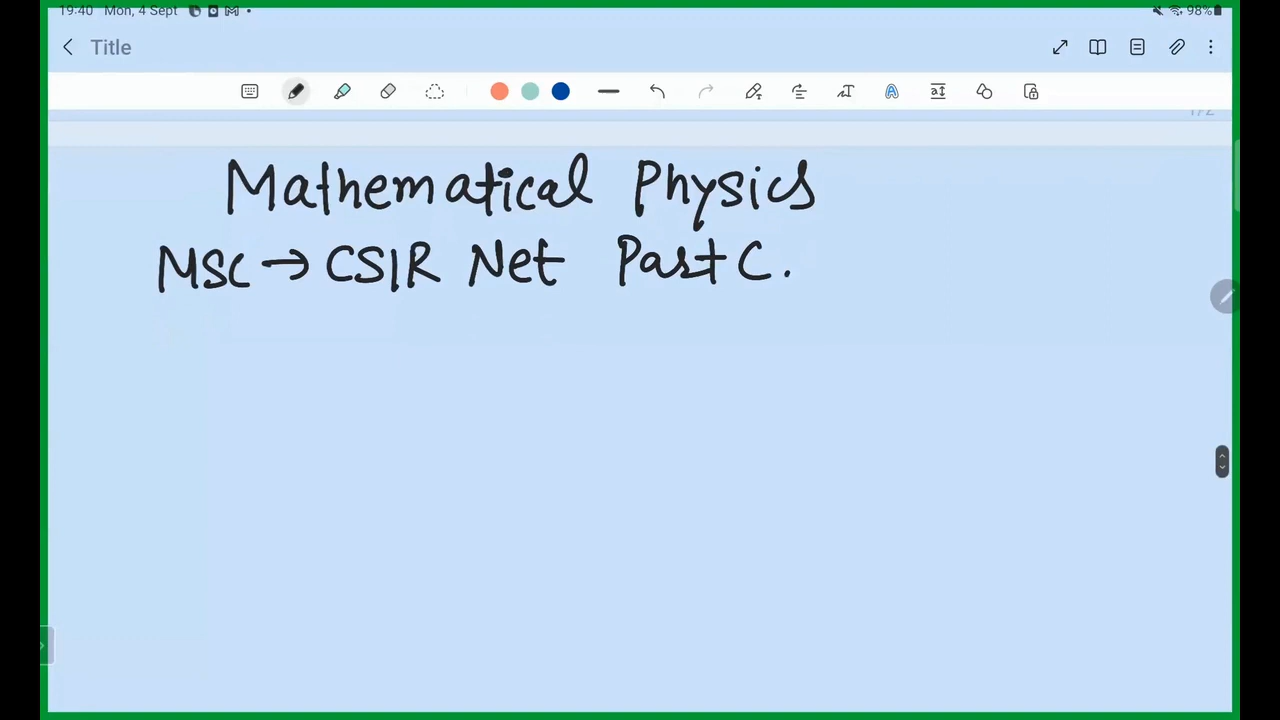 19:40 Mon, 4 Sept
98%
Title
Mathematical Physics
MSC → CSIR Net Part C.